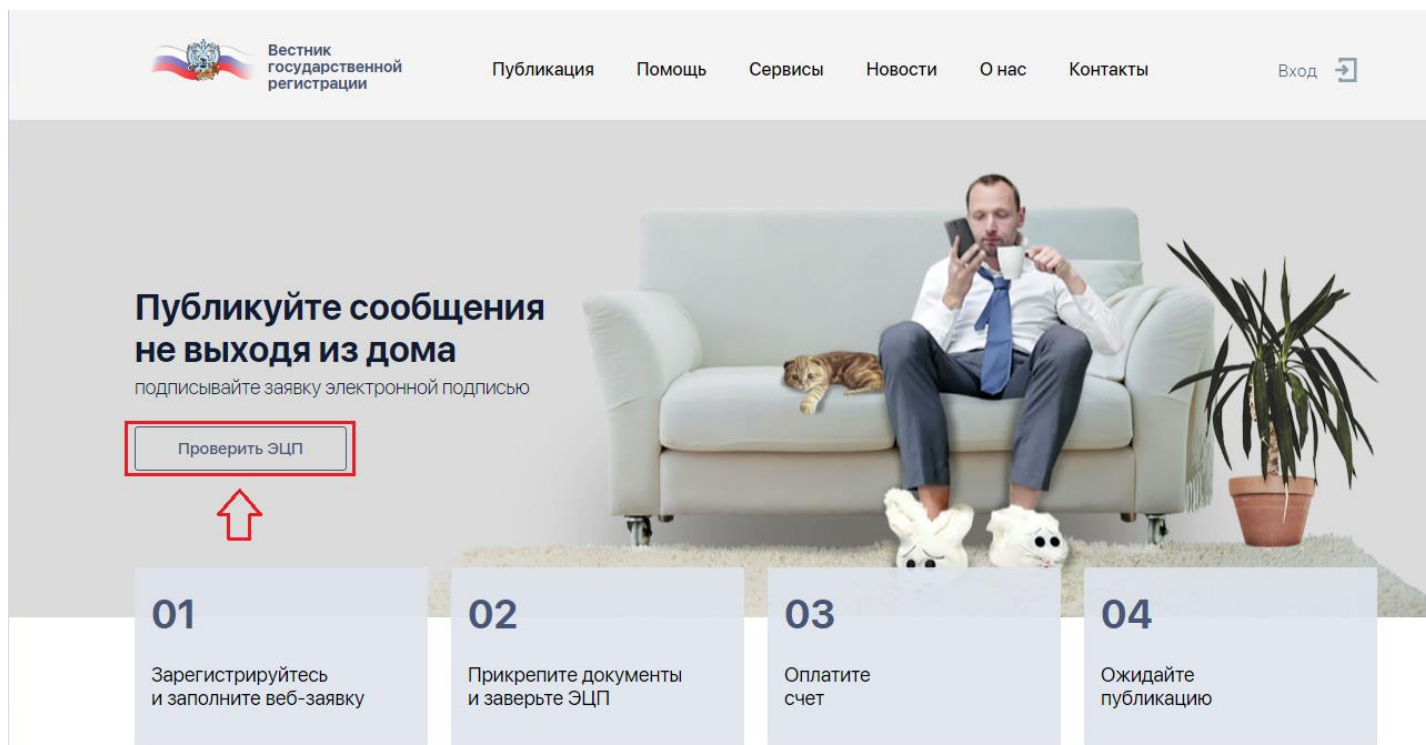 Вестник
государственной
регистрации
Публикация
Помощь
Сервисы
Новости
О нас
Контакты
Вход
Публикуйте сообщения
не выходя из дома
подписывайте заявку электронной подписью
Проверить ЭЦП
01
Зарегистрируйтесь
и заполните веб-заявку
02
Прикрепите документы
и заверьте ЭЦП
03
Оплатите
счет
04
Ожидайте
публикацию